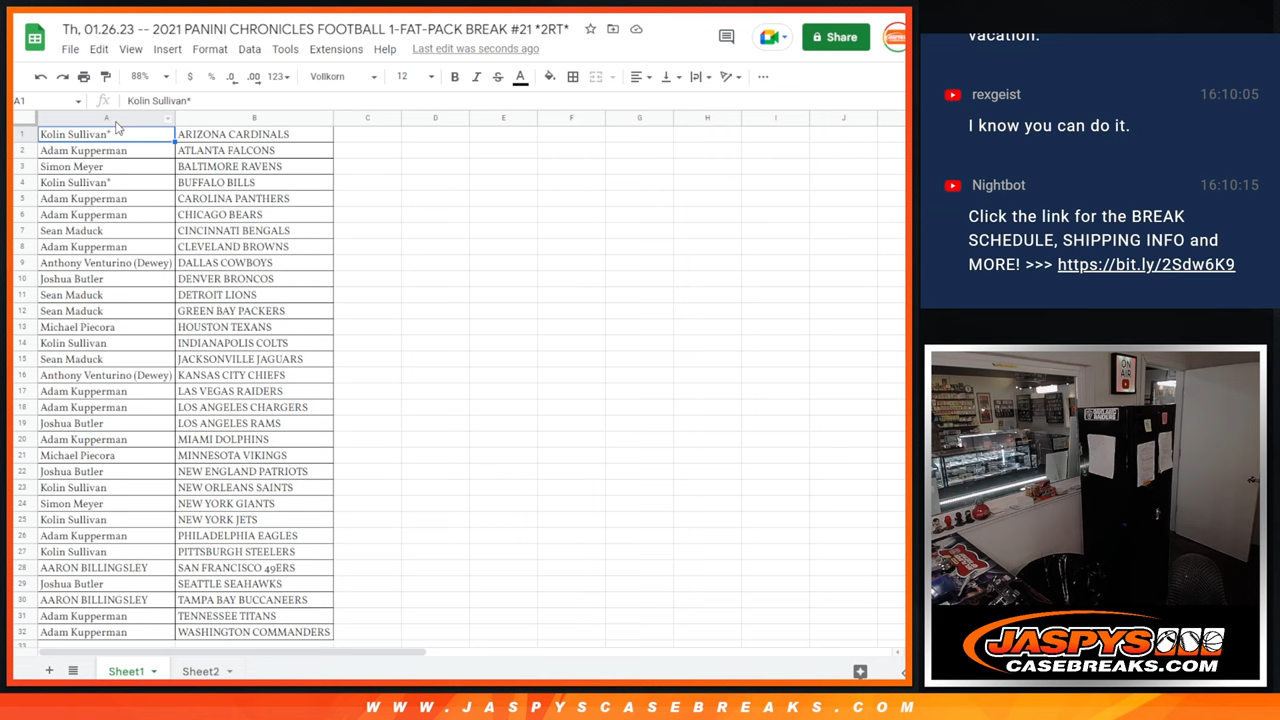 Th, 01.26.23 -- 2021 PANINI CHRONICLES FOOTBALL 1-FAT-PACK BREAK #21 *2RT*
File Edit View Insert Format Data Tools Extensions Help Last edit was seconds ago
Share
88% $ % .0 .00 123 Vollkorn 12 B I S A
A1 fx Kolin Sullivan*
A B C D E F G H I J
1 Kolin Sullivan* ARIZONA CARDINALS
2 Adam Kupperman ATLANTA FALCONS
3 Simon Meyer BALTIMORE RAVENS
4 Kolin Sullivan* BUFFALO BILLS
5 Adam Kupperman CAROLINA PANTHERS
6 Adam Kupperman CHICAGO BEARS
7 Sean Maduck CINCINNATI BENGALS
8 Adam Kupperman CLEVELAND BROWNS
9 Anthony Venturino (Dewey) DALLAS COWBOYS
10 Joshua Butler DENVER BRONCOS
11 Sean Maduck DETROIT LIONS
12 Sean Maduck GREEN BAY PACKERS
13 Michael Piecora HOUSTON TEXANS
14 Kolin Sullivan INDIANAPOLIS COLTS
15 Sean Maduck JACKSONVILLE JAGUARS
16 Anthony Venturino (Dewey) KANSAS CITY CHIEFS
17 Adam Kupperman LAS VEGAS RAIDERS
18 Adam Kupperman LOS ANGELES CHARGERS
19 Joshua Butler LOS ANGELES RAMS
20 Adam Kupperman MIAMI DOLPHINS
21 Michael Piecora MINNESOTA VIKINGS
22 Joshua Butler NEW ENGLAND PATRIOTS
23 Kolin Sullivan NEW ORLEANS SAINTS
24 Simon Meyer NEW YORK GIANTS
25 Kolin Sullivan NEW YORK JETS
26 Adam Kupperman PHILADELPHIA EAGLES
27 Kolin Sullivan PITTSBURGH STEELERS
28 AARON BILLINGSLEY SAN FRANCISCO 49ERS
29 Joshua Butler SEATTLE SEAHAWKS
30 AARON BILLINGSLEY TAMPA BAY BUCCANEERS
31 Adam Kupperman TENNESSEE TITANS
32 Adam Kupperman WASHINGTON COMMANDERS
33
Sheet1 Sheet2
vacation.
rexgeist 16:10:05
I know you can do it.
Nightbot 16:10:15
Click the link for the BREAK
SCHEDULE, SHIPPING INFO and
MORE! >>> https://bit.ly/2Sdw6K9
ON
AIR
JASPYS
CASEBREAKS.COM
WWW.JASPYSCASEBREAKS.COM